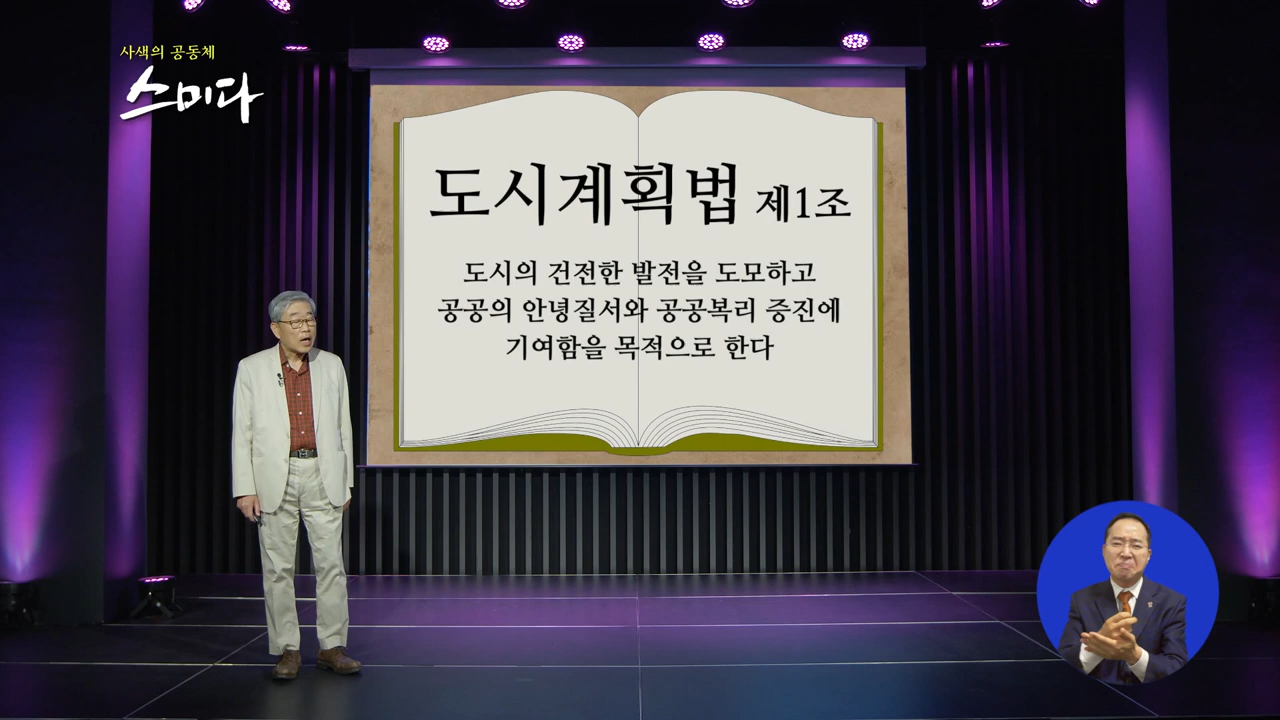 사색의 공동체
스미다
도시계획법 제1조
도시의 건전한 발전을 도모하고
공공의 안녕질서와 공공복리 증진에
기여함을 목적으로 한다